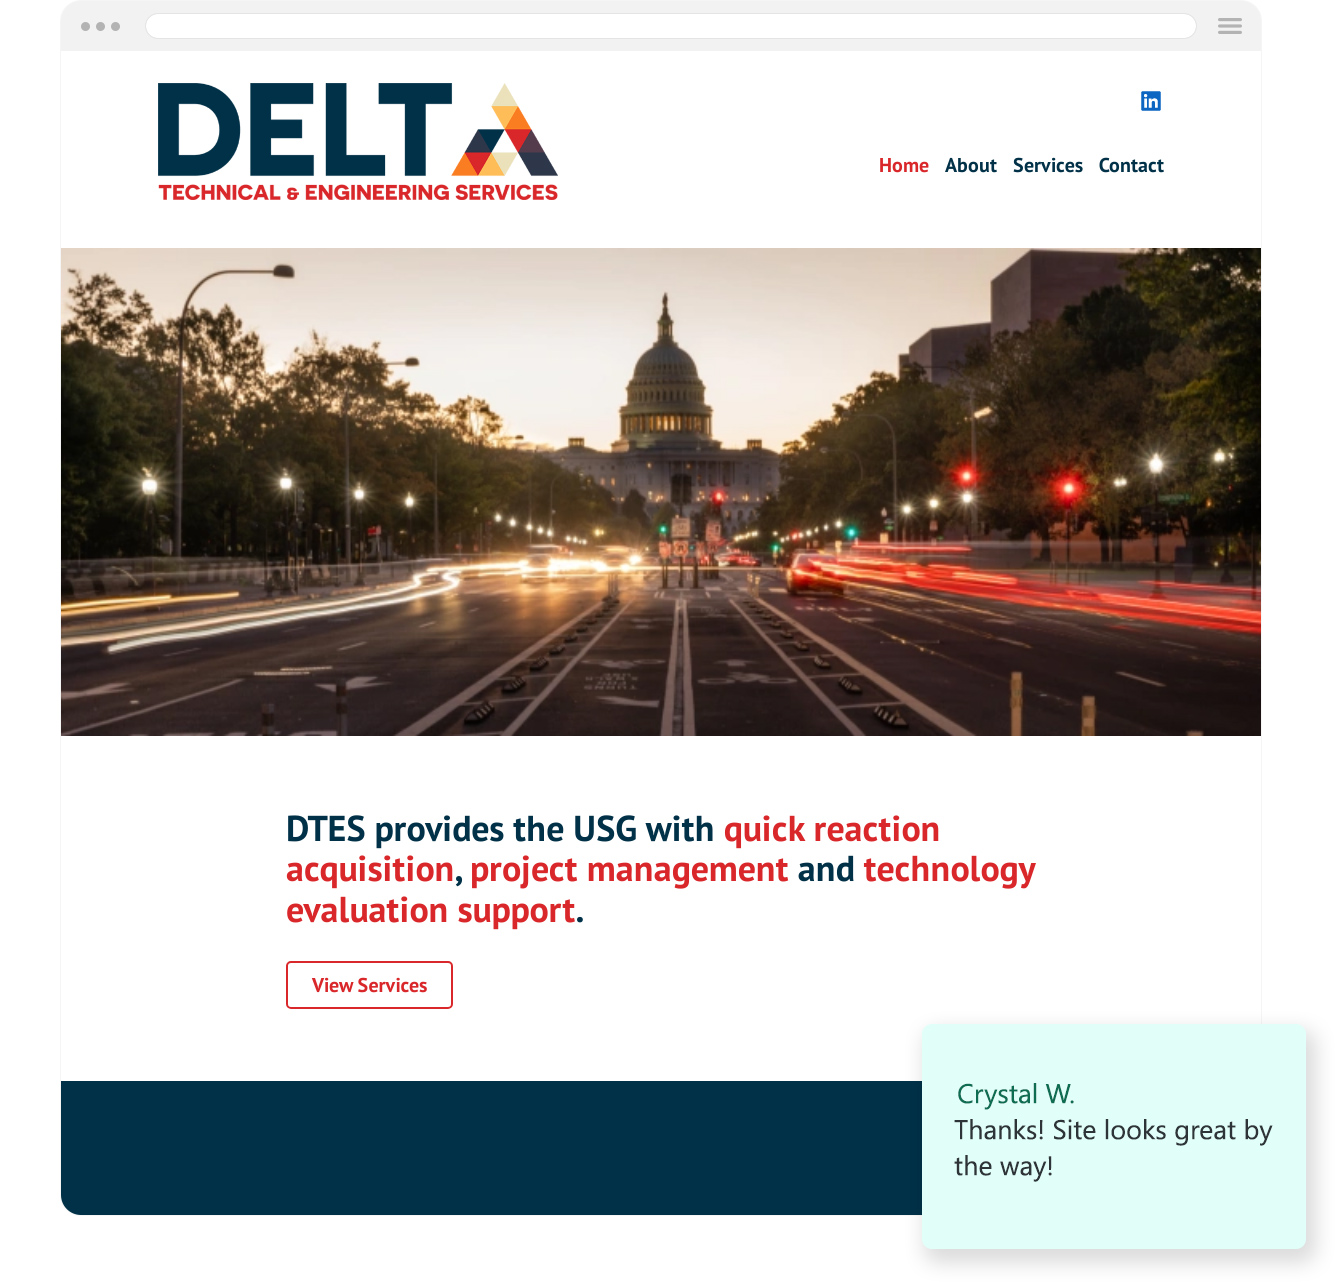 DELTA
TECHNICAL & ENGINEERING SERVICES
in
Home About Services Contact
DTES provides the USG with quick reaction
acquisition, project management and technology
evaluation support.
View Services
Crystal W.
Thanks! Site looks great by
the way!